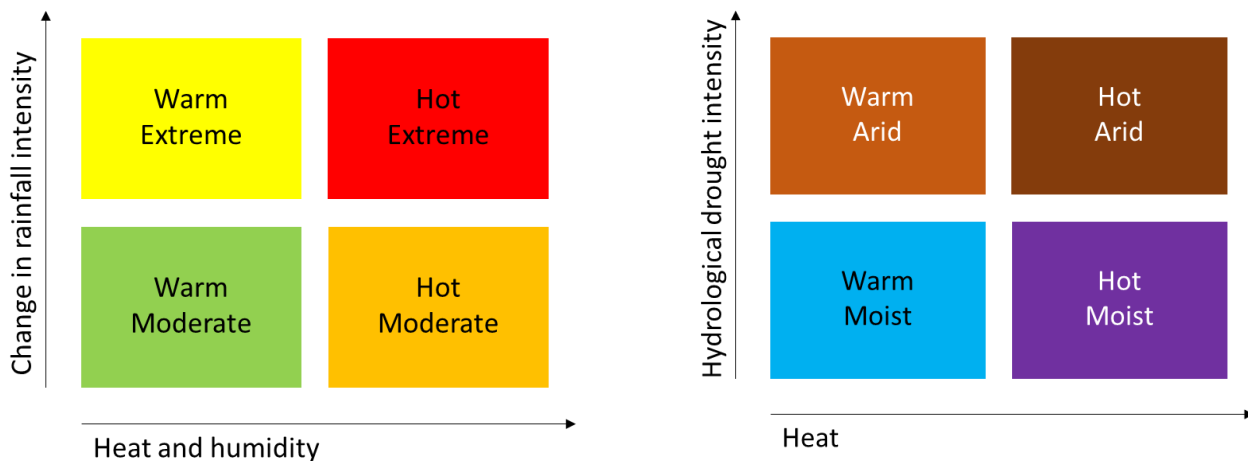 Change in rainfall intensity
Warm
Extreme
Hot
Extreme
Warm
Moderate
Hot
Moderate
Heat and humidity
Hydrological drought intensity
Warm
Arid
Hot
Arid
Warm
Moist
Hot
Moist
Heat